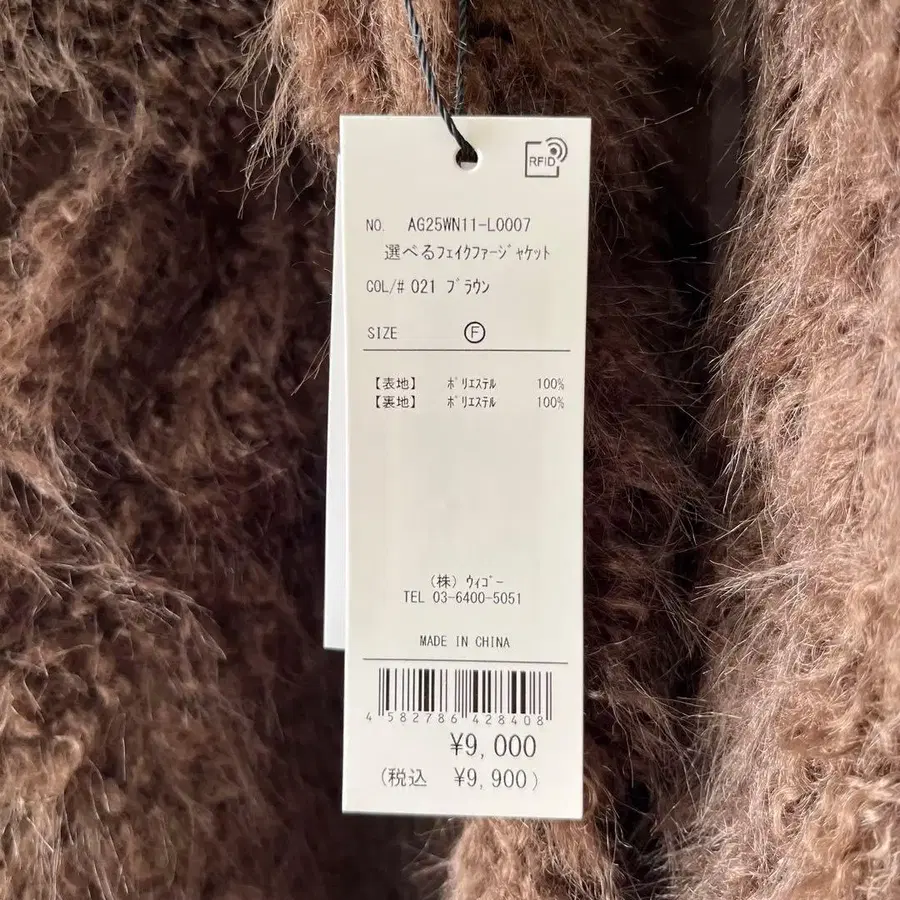 RFID
NO. AG25WN11-L0007
選べるﾌｪｲｸﾌｧｰｼﾞｬｹｯﾄ
COL/# 021 ﾌﾞﾗｳﾝ
SIZE Ⓕ
【表地】 ﾎﾟﾘｴｽﾃﾙ 100%
【裏地】 ﾎﾟﾘｴｽﾃﾙ 100%
(株) ｳｨｺﾞｰ
TEL 03-6400-5051
MADE IN CHINA
4 582786 428408
¥9,000
(税込 ¥9,900)